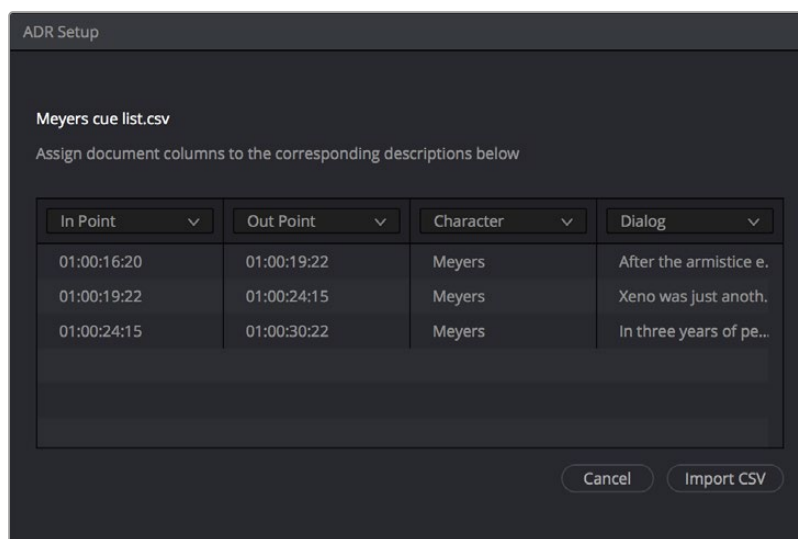 ADR Setup
Meyers cue list.csv
Assign document columns to the corresponding descriptions below
In Point Out Point Character Dialog
01:00:16:20 01:00:19:22 Meyers After the armistice e.
01:00:19:22 01:00:24:15 Meyers Xeno was just anoth.
01:00:24:15 01:00:30:22 Meyers In three years of pe...
Cancel Import CSV